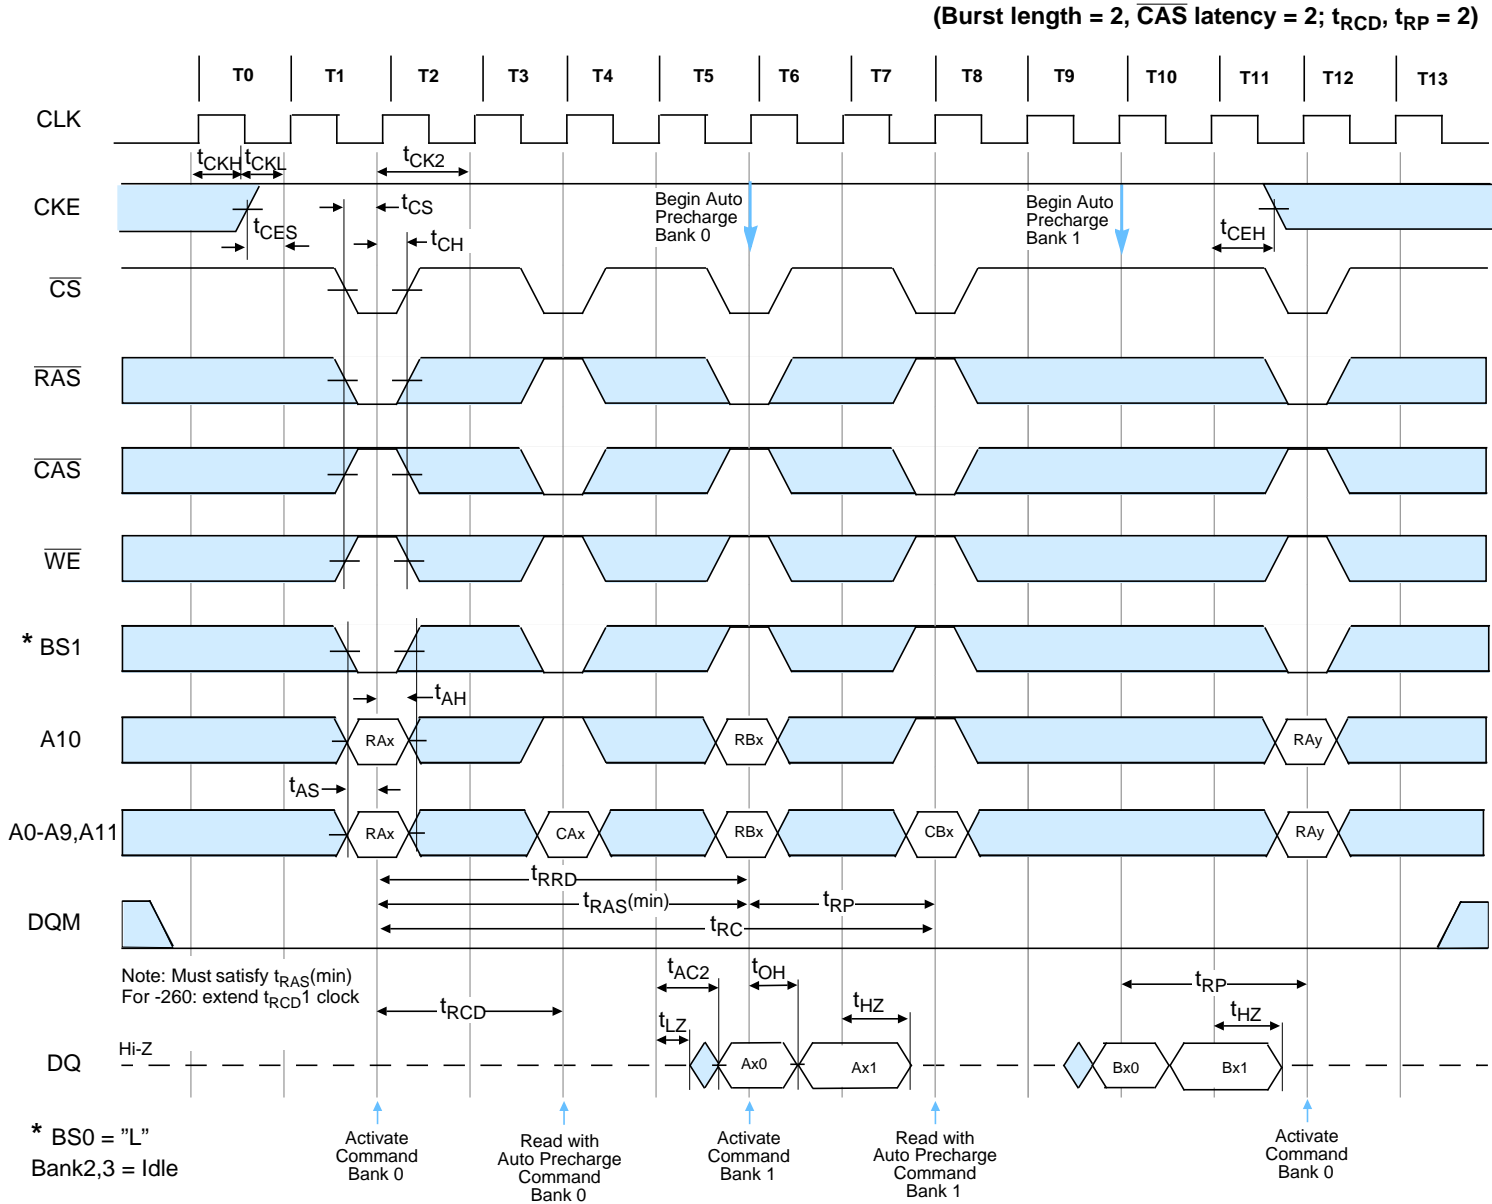 (Burst length = 2, CAS latency = 2; tRCD, tRP = 2)
T0 T1 T2 T3 T4 T5 T6 T7 T8 T9 T10 T11 T12 T13
CLK
tCKH tCKL tCK2
CKE
tCES
tCS
tCH
Begin Auto
Precharge
Bank 0
Begin Auto
Precharge
Bank 1
tCEH
CS
RAS
CAS
WE
* BS1
tAH
A10
RAx RBx RAy
tAS
A0-A9,A11
RAx CAx RBx CBx RAy
tRRD
tRAS(min) tRP
tRC
DQM
Note: Must satisfy tRAS(min)
For -260: extend tRCD1 clock
tRCD
tAC2 tOH
tLZ
tHZ
tRP
tHZ
DQ
Hi-Z
Ax0 Ax1 Bx0 Bx1
* BS0 = ”L”
Bank2,3 = Idle
Activate
Command
Bank 0
Read with
Auto Precharge
Command
Bank 0
Activate
Command
Bank 1
Read with
Auto Precharge
Command
Bank 1
Activate
Command
Bank 0